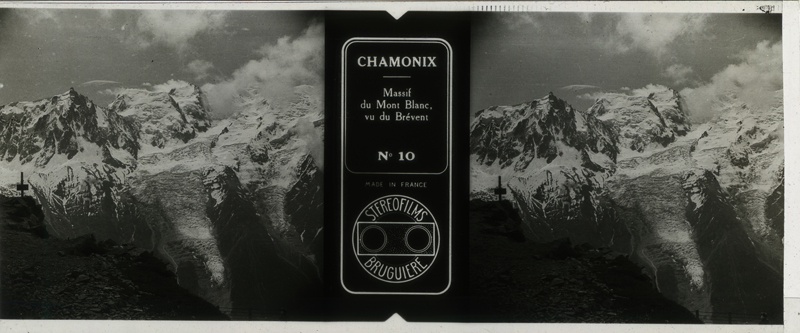 CHAMONIX
Massif
du Mont Blanc,
vu du Brévent
Nº 10
MADE IN FRANCE
STEREOFILMS
BRUGUIERE